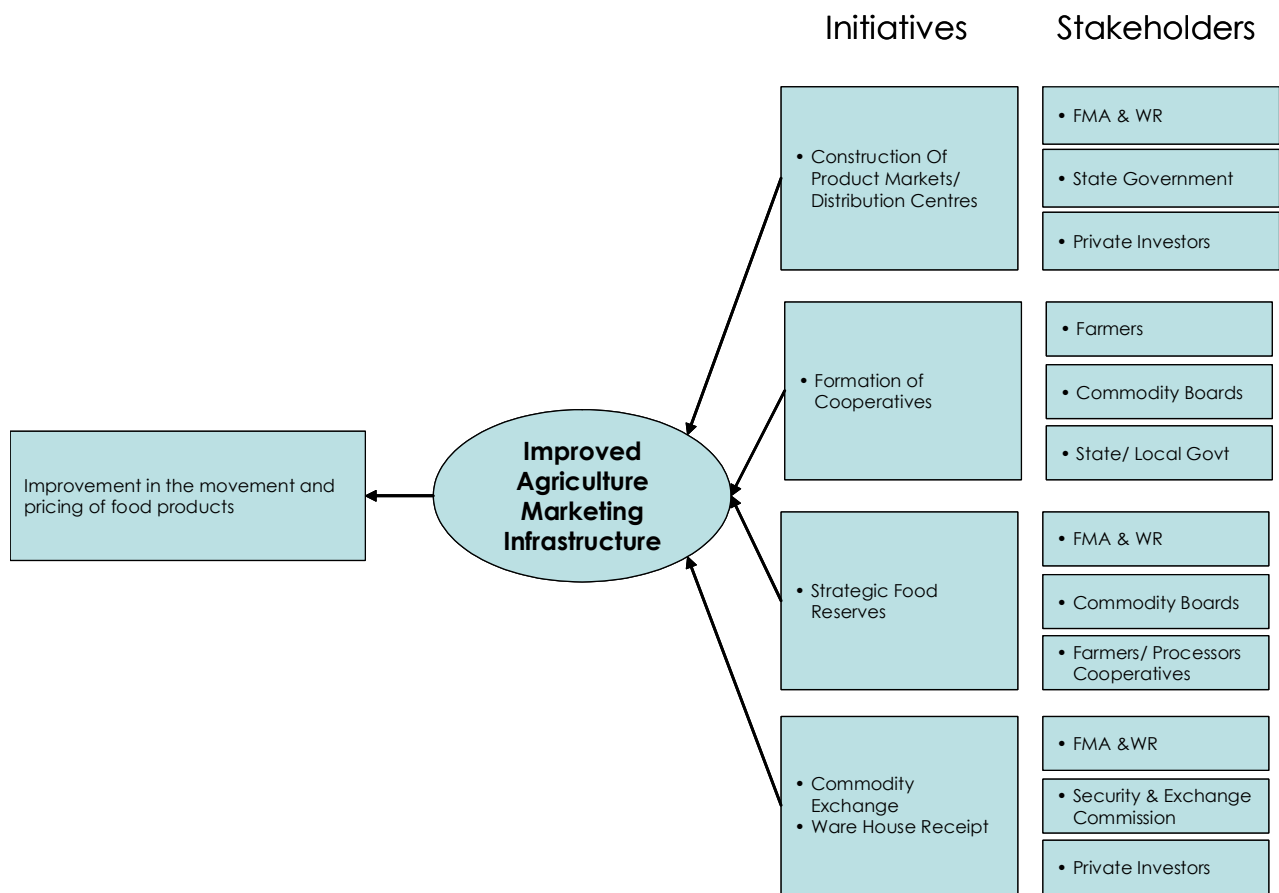 Initiatives Stakeholders
• FMA & WR
• Construction Of
Product Markets/
Distribution Centres
• State Government
• Private Investors
• Farmers
• Formation of
Cooperatives
• Commodity Boards
• State/ Local Govt
Improved
Agriculture
Marketing
Infrastructure
Improvement in the movement and
pricing of food products
• FMA & WR
• Strategic Food
Reserves
• Commodity Boards
• Farmers/ Processors
Cooperatives
• FMA &WR
• Commodity
Exchange
• Ware House Receipt
• Security & Exchange
Commission
• Private Investors